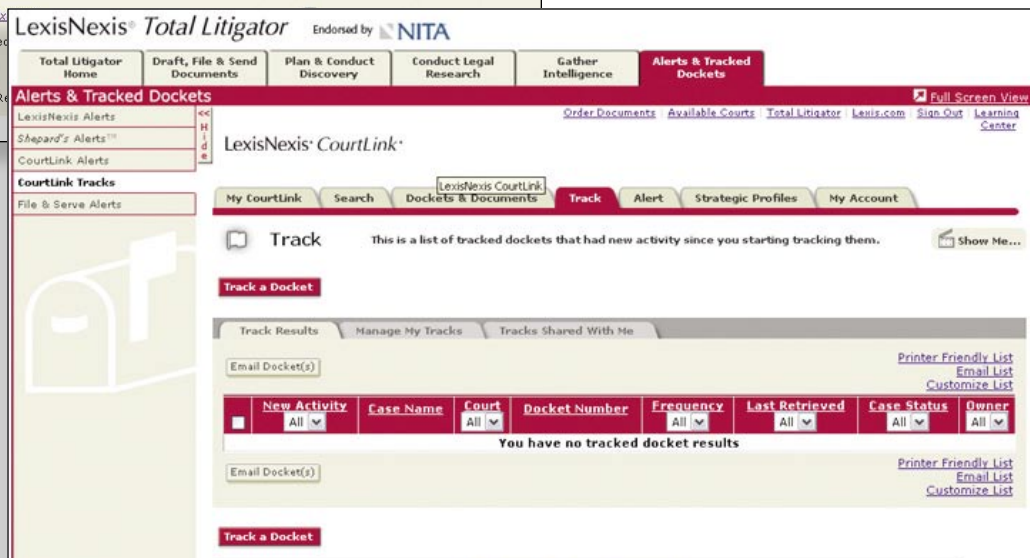 LexisNexis® Total Litigator Endorsed by NITA
Total Litigator Home
Draft, File & Send Documents
Plan & Conduct Discovery
Conduct Legal Research
Gather Intelligence
Alerts & Tracked Dockets
Alerts & Tracked Dockets Full Screen View
LexisNexis Alerts
Shepard's Alerts™
CourtLink Alerts
CourtLink Tracks
File & Serve Alerts
<< Hide
Order Documents Available Courts Total Litigator Lexis.com Sign Out Learning Center
LexisNexis® CourtLink®
LexisNexis CourtLink
My CourtLink Search Dockets & Documents Track Alert Strategic Profiles My Account
Track This is a list of tracked dockets that had new activity since you starting tracking them. Show Me...
Track a Docket
Track Results Manage My Tracks Tracks Shared With Me
Email Docket(s)
Printer Friendly List
Email List
Customize List
New Activity Case Name Court Docket Number Frequency Last Retrieved Case Status Owner
All All All All All All
You have no tracked docket results
Email Docket(s)
Printer Friendly List
Email List
Customize List
Track a Docket